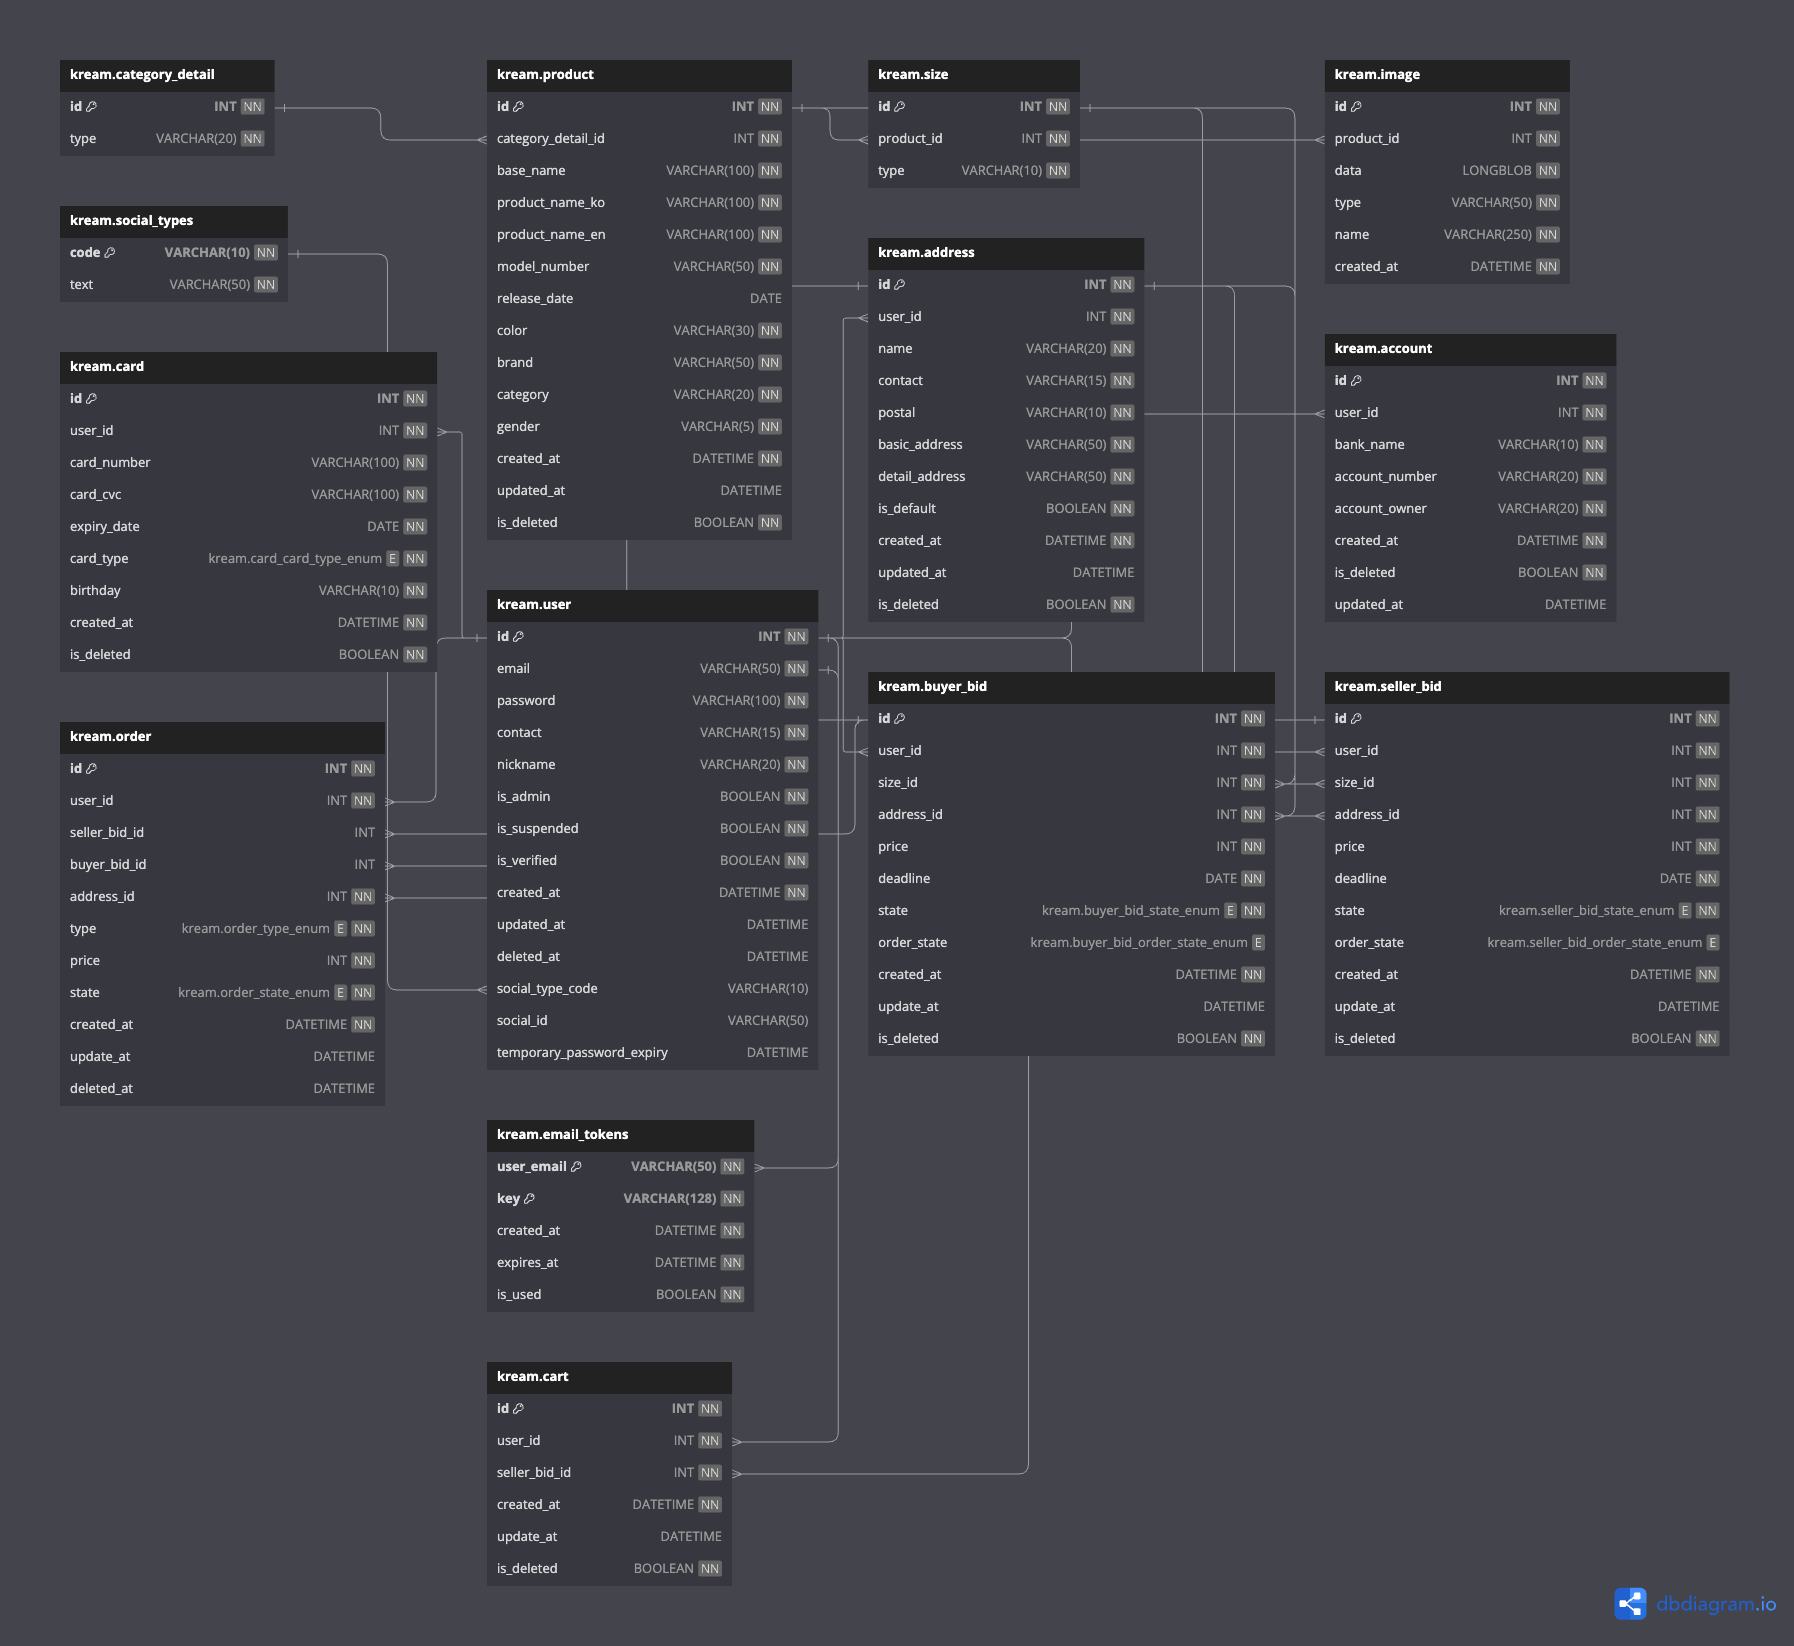 kream.category_detail
id INT NN
type VARCHAR(20) NN
kream.social_types
code VARCHAR(10) NN
text VARCHAR(50) NN
kream.card
id INT NN
user_id INT NN
card_number VARCHAR(100) NN
card_cvc VARCHAR(100) NN
expiry_date DATE NN
card_type kream.card_card_type_enum E NN
birthday VARCHAR(10) NN
created_at DATETIME NN
is_deleted BOOLEAN NN
kream.order
id INT NN
user_id INT NN
seller_bid_id INT
buyer_bid_id INT
address_id INT NN
type kream.order_type_enum E NN
price INT NN
state kream.order_state_enum E NN
created_at DATETIME NN
update_at DATETIME
deleted_at DATETIME
kream.product
id INT NN
category_detail_id INT NN
base_name VARCHAR(100) NN
product_name_ko VARCHAR(100) NN
product_name_en VARCHAR(100) NN
model_number VARCHAR(50) NN
release_date DATE
color VARCHAR(30) NN
brand VARCHAR(50) NN
category VARCHAR(20) NN
gender VARCHAR(5) NN
created_at DATETIME NN
updated_at DATETIME
is_deleted BOOLEAN NN
kream.user
id INT NN
email VARCHAR(50) NN
password VARCHAR(100) NN
contact VARCHAR(15) NN
nickname VARCHAR(20) NN
is_admin BOOLEAN NN
is_suspended BOOLEAN NN
is_verified BOOLEAN NN
created_at DATETIME NN
updated_at DATETIME
deleted_at DATETIME
social_type_code VARCHAR(10)
social_id VARCHAR(50)
temporary_password_expiry DATETIME
kream.email_tokens
user_email VARCHAR(50) NN
key VARCHAR(128) NN
created_at DATETIME NN
expires_at DATETIME NN
is_used BOOLEAN NN
kream.cart
id INT NN
user_id INT NN
seller_bid_id INT NN
created_at DATETIME NN
update_at DATETIME
is_deleted BOOLEAN NN
kream.size
id INT NN
product_id INT NN
type VARCHAR(10) NN
kream.address
id INT NN
user_id INT NN
name VARCHAR(20) NN
contact VARCHAR(15) NN
postal VARCHAR(10) NN
basic_address VARCHAR(50) NN
detail_address VARCHAR(50) NN
is_default BOOLEAN NN
created_at DATETIME NN
updated_at DATETIME
is_deleted BOOLEAN NN
kream.buyer_bid
id INT NN
user_id INT NN
size_id INT NN
address_id INT NN
price INT NN
deadline DATE NN
state kream.buyer_bid_state_enum E NN
order_state kream.buyer_bid_order_state_enum E
created_at DATETIME NN
update_at DATETIME
is_deleted BOOLEAN NN
kream.image
id INT NN
product_id INT NN
data LONGBLOB NN
type VARCHAR(50) NN
name VARCHAR(250) NN
created_at DATETIME NN
kream.account
id INT NN
user_id INT NN
bank_name VARCHAR(10) NN
account_number VARCHAR(20) NN
account_owner VARCHAR(20) NN
created_at DATETIME NN
is_deleted BOOLEAN NN
updated_at DATETIME
kream.seller_bid
id INT NN
user_id INT NN
size_id INT NN
address_id INT NN
price INT NN
deadline DATE NN
state kream.seller_bid_state_enum E NN
order_state kream.seller_bid_order_state_enum E
created_at DATETIME NN
update_at DATETIME
is_deleted BOOLEAN NN
dbdiagram.io